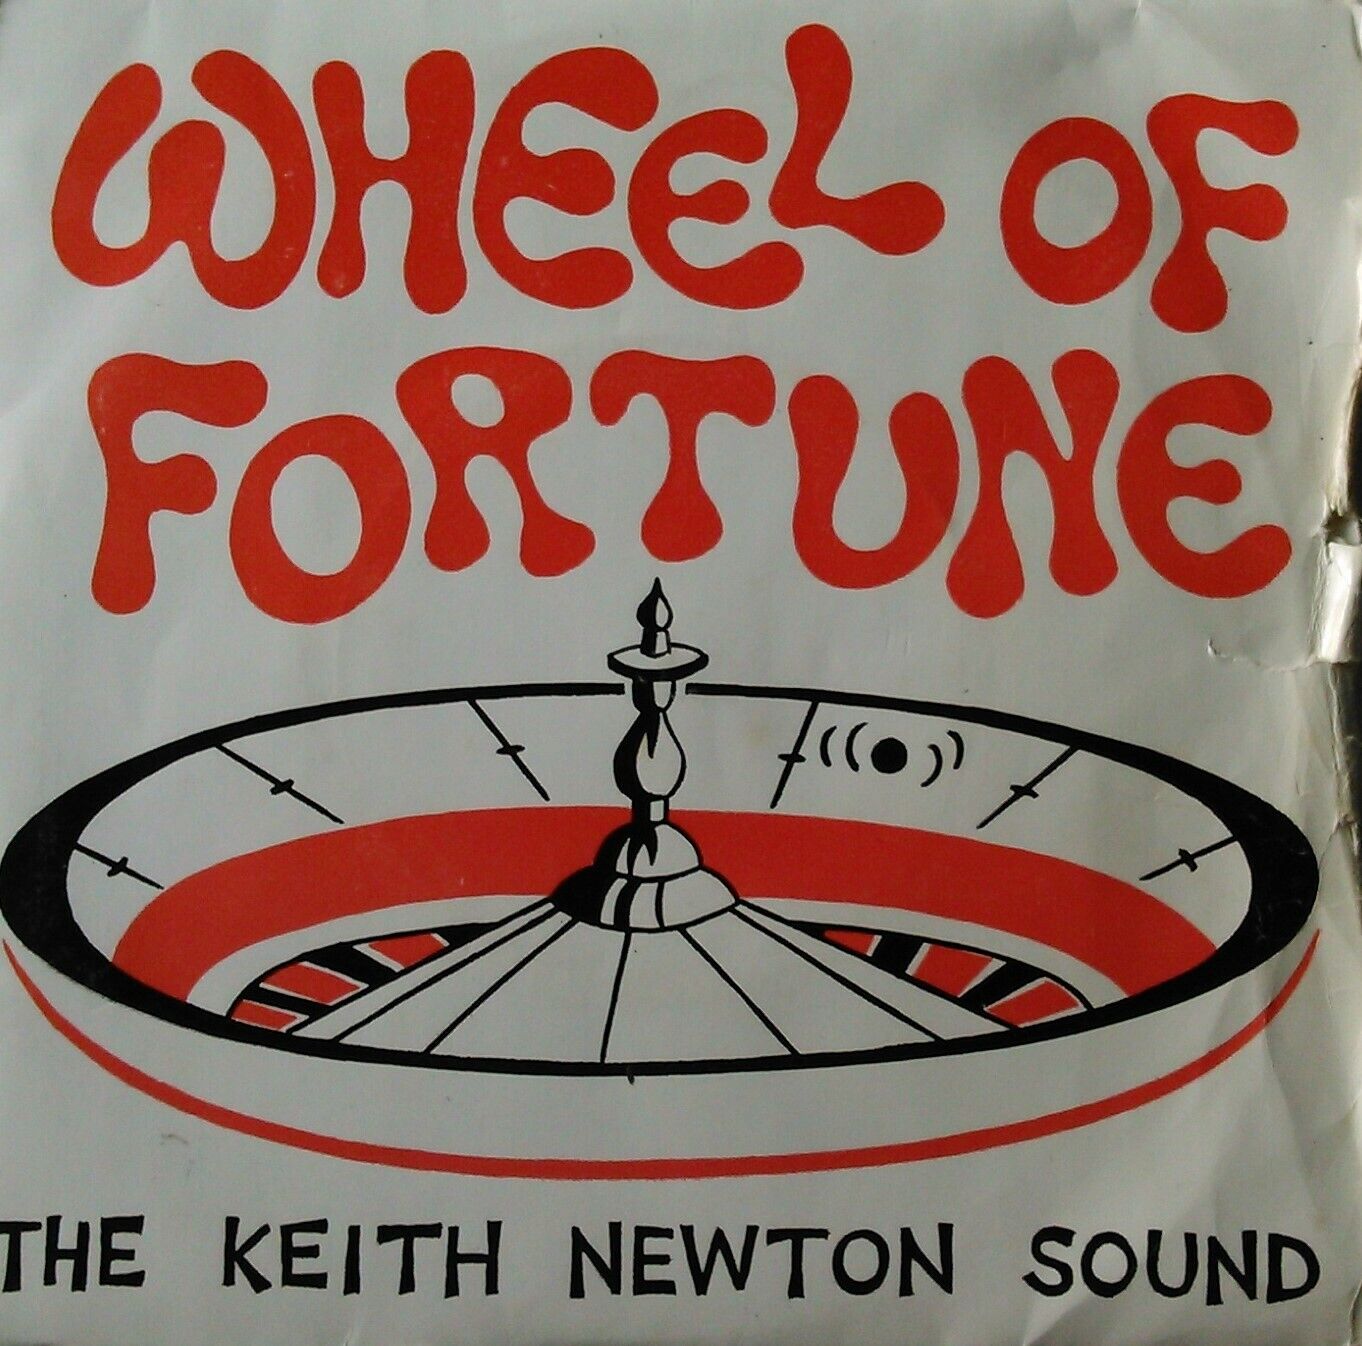 WHEEL OF
FORTUNE
THE KEITH NEWTON SOUND